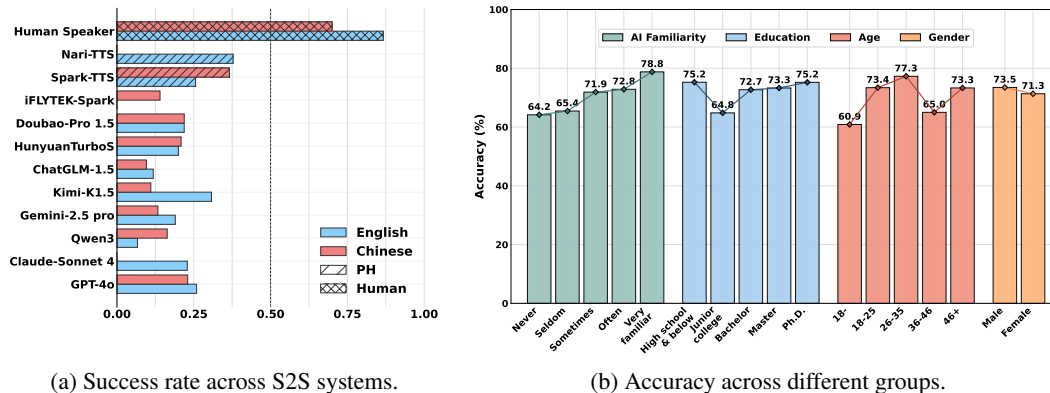 Human Speaker
Nari-TTS
Spark-TTS
iFLYTEK-Spark
Doubao-Pro 1.5
HunyuanTurboS
ChatGLM-1.5
Kimi-K1.5
Gemini-2.5 pro
Qwen3
Claude-Sonnet 4
GPT-4o
English
Chinese
PH
Human
0.00 0.25 0.50 0.75 1.00
(a) Success rate across S2S systems.
Accuracy (%)
100
80
60
40
20
0
AI Familiarity Education Age Gender
64.2 65.4 71.9 72.8 78.8 75.2 64.8 72.7 73.3 75.2 60.9 73.4 77.3 65.0 73.3 73.5 71.3
Never
Seldom
Sometimes
Often
Very
familiar
High school
& below
Junior
college
Bachelor
Master
Ph.D.
18-
18-25
26-35
36-46
46+
Male
Female
(b) Accuracy across different groups.